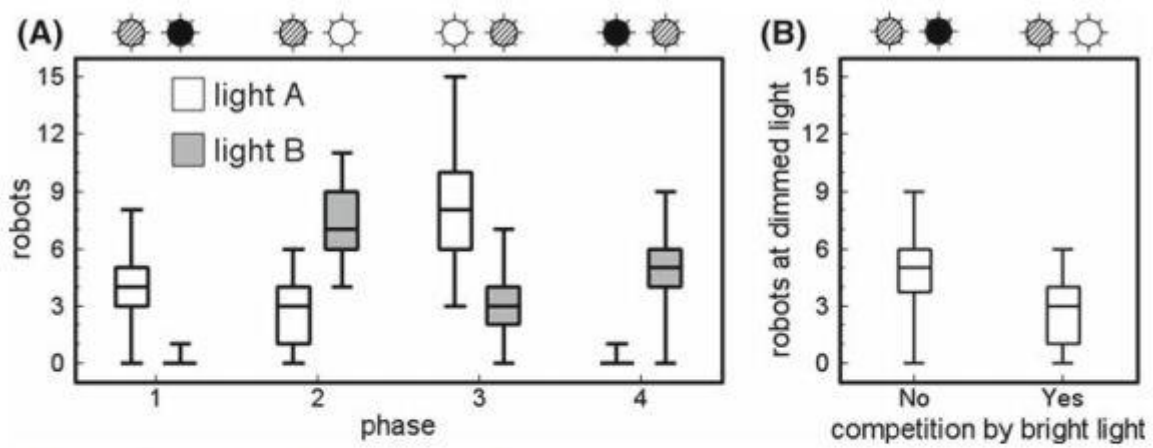 (A)
15
12
9
6
3
0
robots
light A
light B
1 2 3 4
phase
(B)
15
12
9
6
3
0
robots at dimmed light
No Yes
competition by bright light